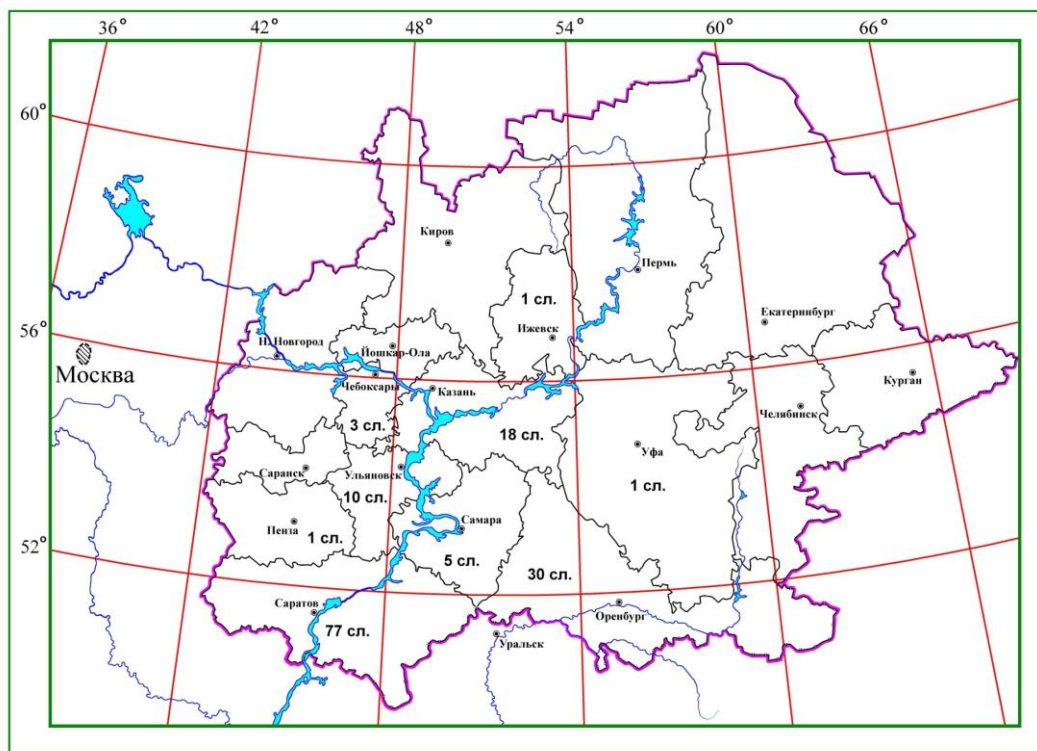 36°
42°
48°
54°
60°
66°
60°
56°
52°
Киров
Пермь
1 сл.
Ижевск
Екатеринбург
Н. Новгород
Йошкар-Ола
Москва
Чебоксары
Казань
Курган
Челябинск
3 сл.
18 сл.
Уфа
Саранск
Ульяновск
1 сл.
10 сл.
Пенза
1 сл.
Самара
5 сл.
30 сл.
Саратов
Оренбург
77 сл.
Уральск